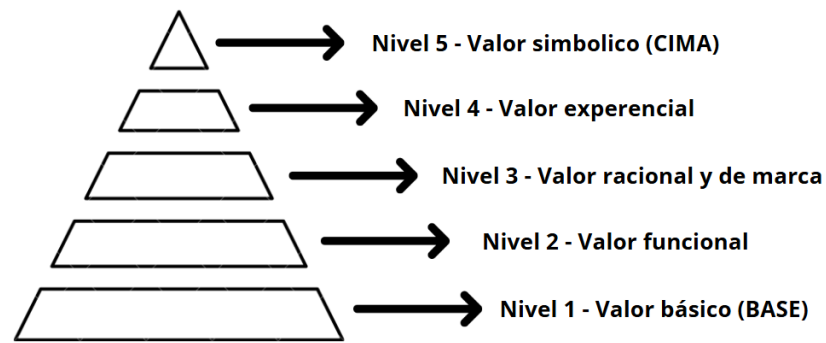 Nivel 5 - Valor simbolico (CIMA)
Nivel 4 - Valor experencial
Nivel 3 - Valor racional y de marca
Nivel 2 - Valor funcional
Nivel 1 - Valor básico (BASE)